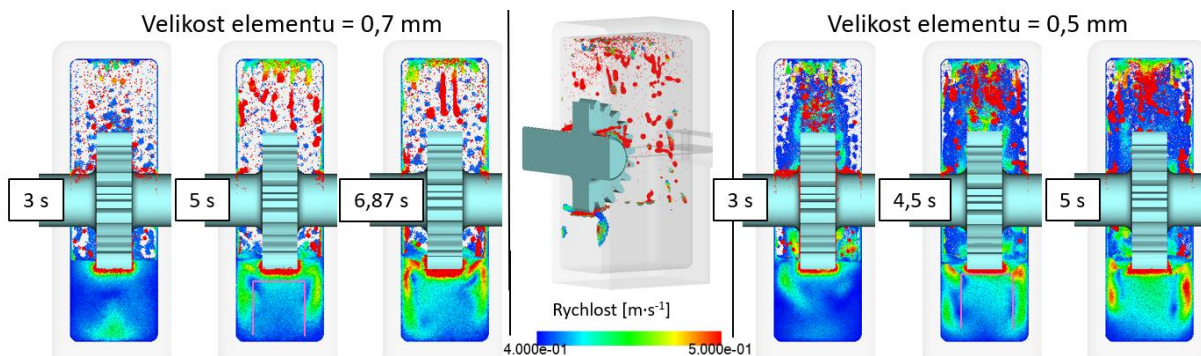 Velikost elementu = 0,7 mm
Velikost elementu = 0,5 mm
3 s
5 s
6,87 s
3 s
4,5 s
5 s
Rychlost [m·s⁻¹]
4.000e-01
5.000e-01